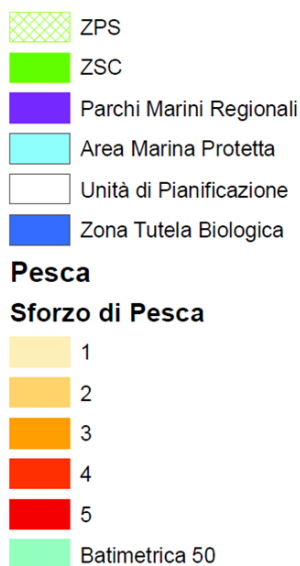 ZPS
ZSC
Parchi Marini Regionali
Area Marina Protetta
Unità di Pianificazione
Zona Tutela Biologica
Pesca
Sforzo di Pesca
1
2
3
4
5
Batimetrica 50